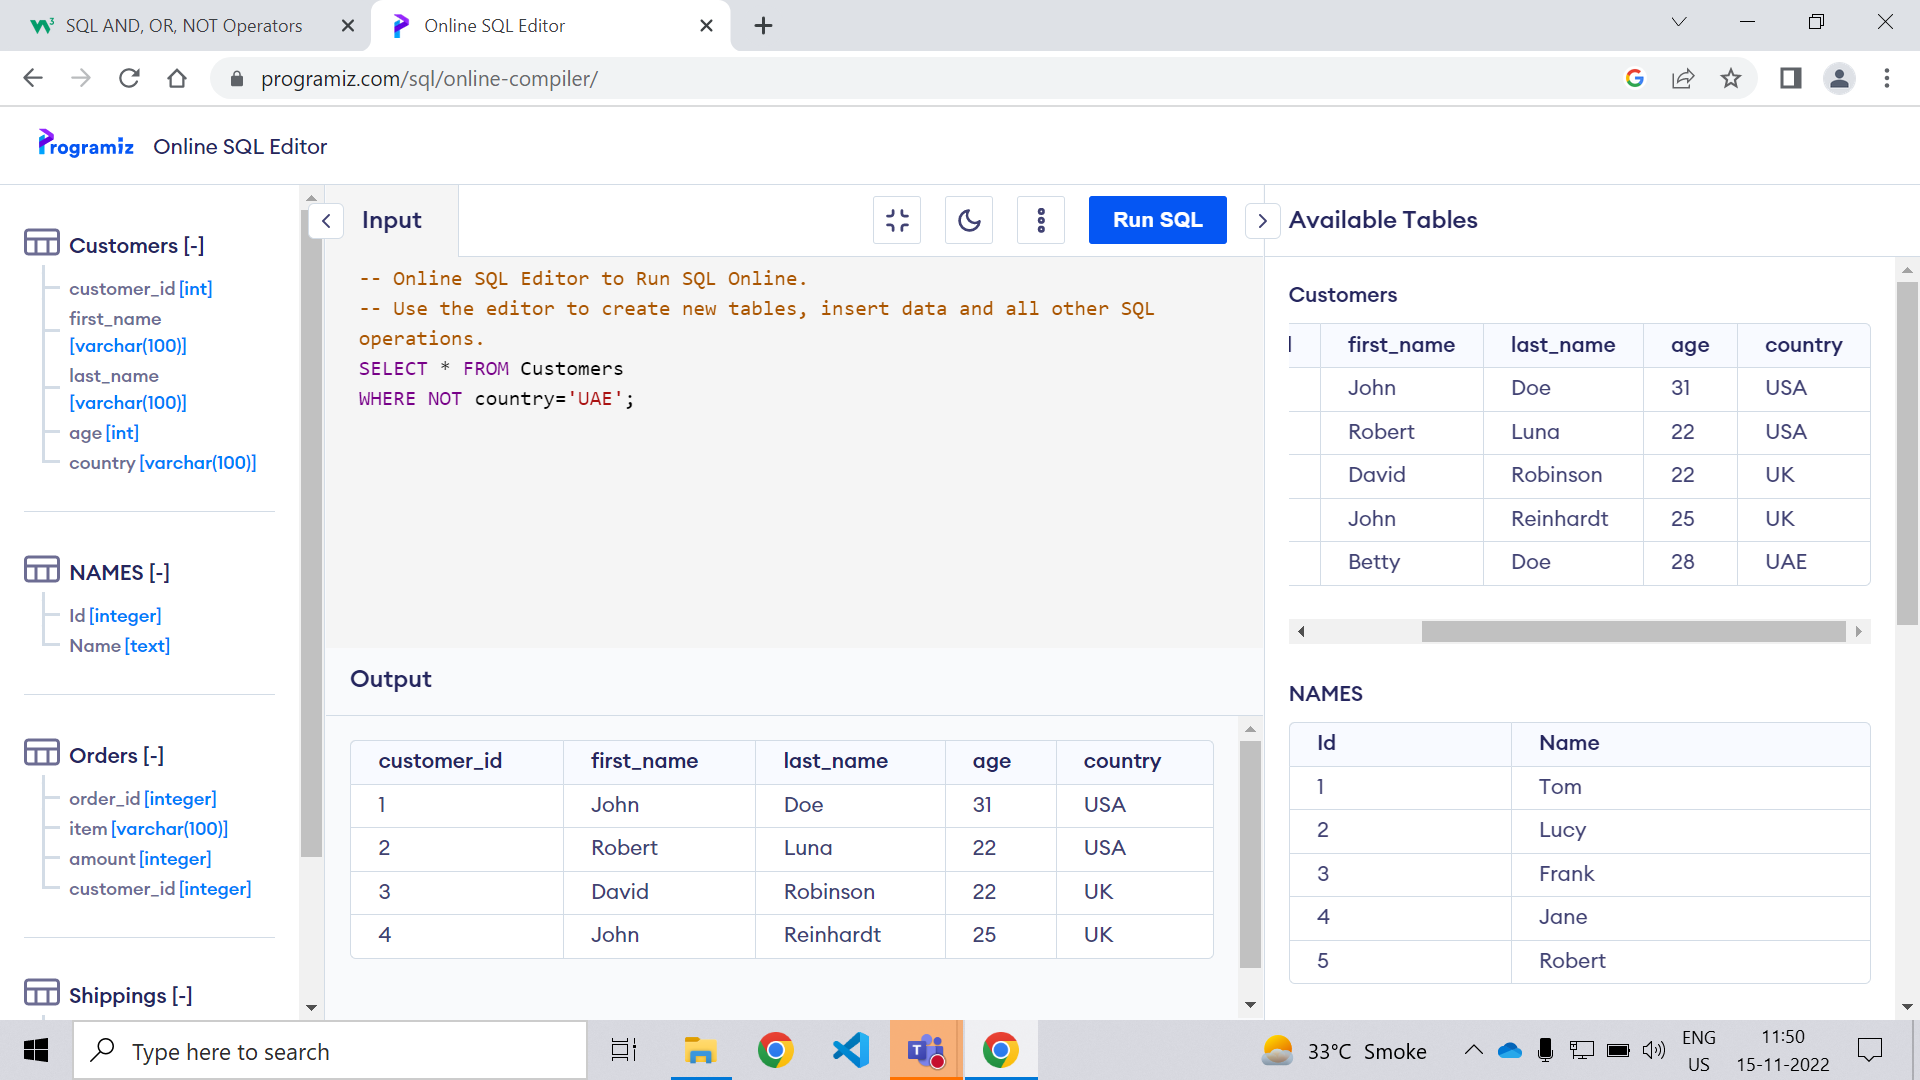 SQL AND, OR, NOT Operators
Online SQL Editor
programiz.com/sql/online-compiler/
Programiz Online SQL Editor
Customers [-]
customer_id [int]
first_name
[varchar(100)]
last_name
[varchar(100)]
age [int]
country [varchar(100)]
NAMES [-]
Id [integer]
Name [text]
Orders [-]
order_id [integer]
item [varchar(100)]
amount [integer]
customer_id [integer]
Shippings [-]
Input
Run SQL
-- Online SQL Editor to Run SQL Online.
-- Use the editor to create new tables, insert data and all other SQL
operations.
SELECT * FROM Customers
WHERE NOT country='UAE';
Output
customer_id first_name last_name age country
1 John Doe 31 USA
2 Robert Luna 22 USA
3 David Robinson 22 UK
4 John Reinhardt 25 UK
Available Tables
Customers
first_name last_name age country
John Doe 31 USA
Robert Luna 22 USA
David Robinson 22 UK
John Reinhardt 25 UK
Betty Doe 28 UAE
NAMES
Id Name
1 Tom
2 Lucy
3 Frank
4 Jane
5 Robert
Type here to search
33°C Smoke
ENG
US
11:50
15-11-2022